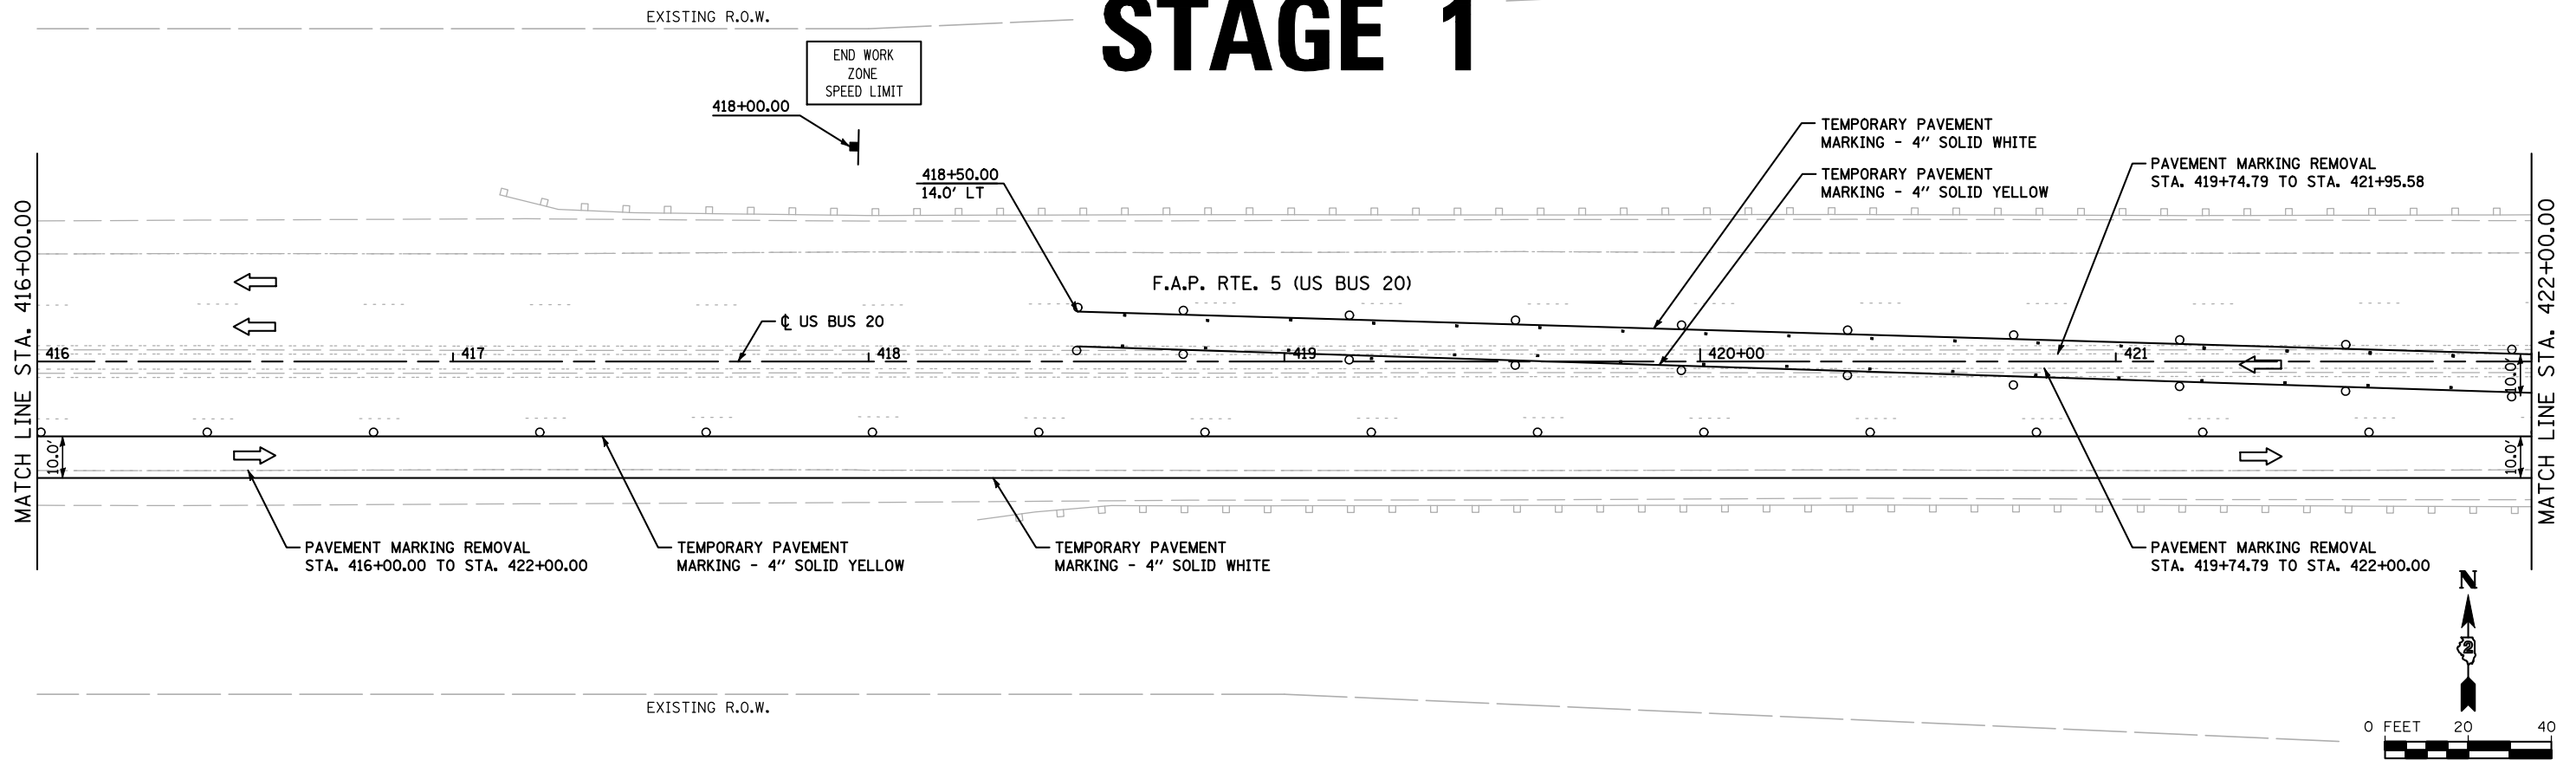 STAGE 1
EXISTING R.O.W.
END WORK
ZONE
SPEED LIMIT
418+00.00
418+50.00
14.0' LT
TEMPORARY PAVEMENT
MARKING - 4" SOLID WHITE
TEMPORARY PAVEMENT
MARKING - 4" SOLID YELLOW
PAVEMENT MARKING REMOVAL
STA. 419+74.79 TO STA. 421+95.58
MATCH LINE STA. 416+00.00
MATCH LINE STA. 422+00.00
F.A.P. RTE. 5 (US BUS 20)
℄ US BUS 20
416
417
418
419
420+00
421
10.0'
10.0'
10.0'
PAVEMENT MARKING REMOVAL
STA. 416+00.00 TO STA. 422+00.00
TEMPORARY PAVEMENT
MARKING - 4" SOLID YELLOW
TEMPORARY PAVEMENT
MARKING - 4" SOLID WHITE
PAVEMENT MARKING REMOVAL
STA. 419+74.79 TO STA. 422+00.00
N
2
EXISTING R.O.W.
0 FEET 20 40